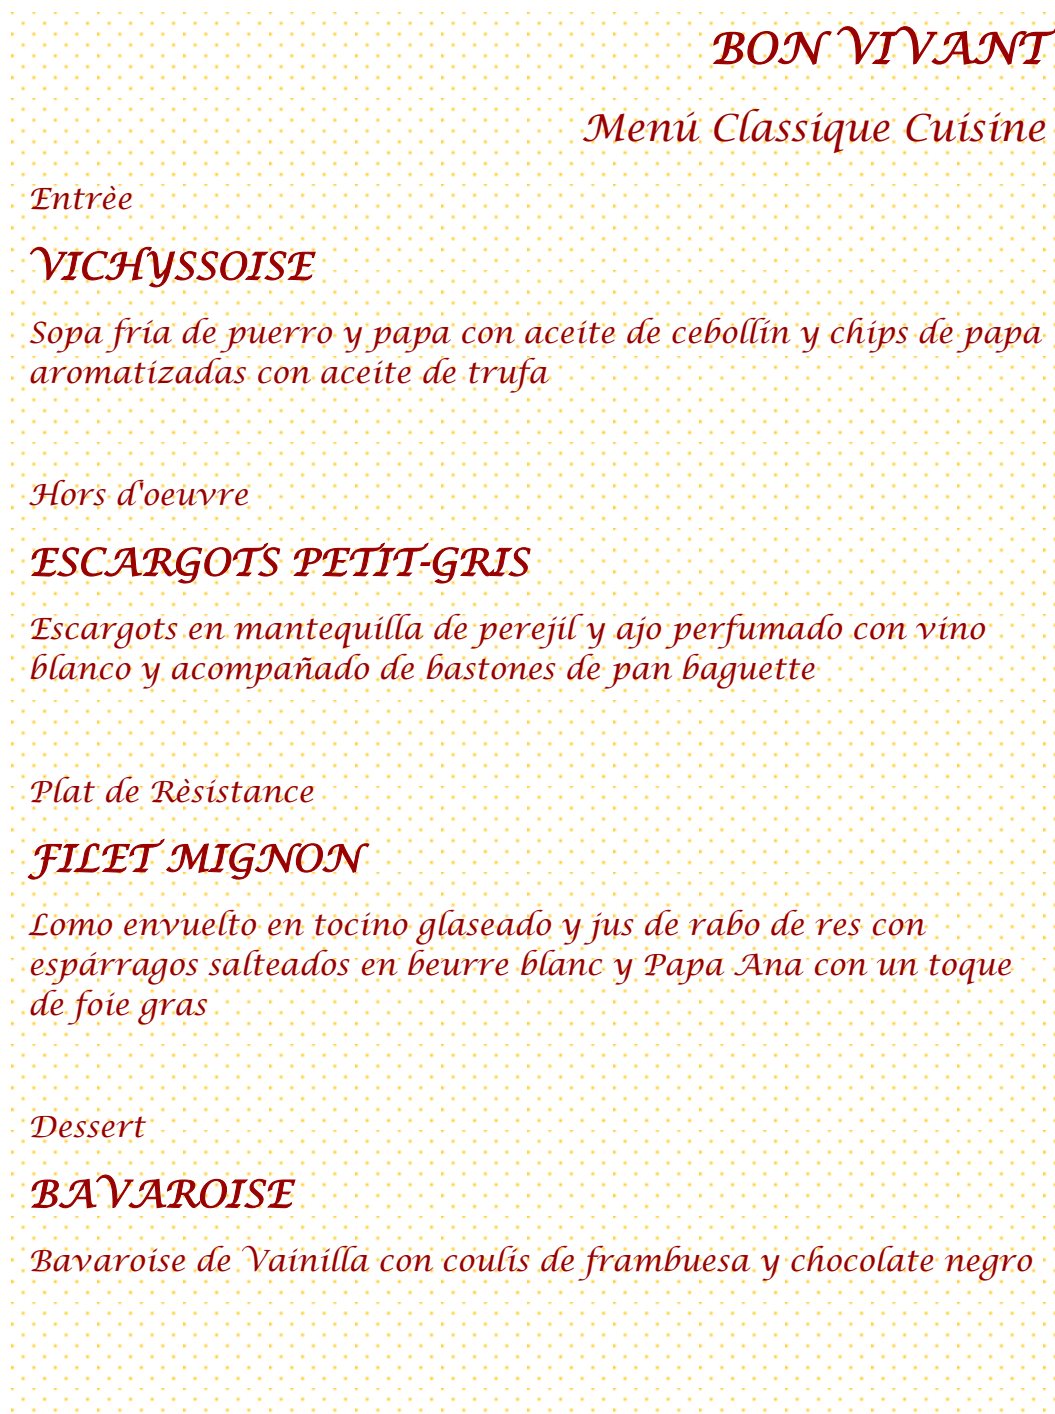 BON VIVANT
Menú Classique Cuisine
Entrèe
VICHYSSOISE
Sopa fría de puerro y papa con aceite de cebollín y chips de papa
aromatizadas con aceite de trufa
Hors d'oeuvre
ESCARGOTS PETIT-GRIS
Escargots en mantequilla de perejil y ajo perfumado con vino
blanco y acompañado de bastones de pan baguette
Plat de Rèsistance
FILET MIGNON
Lomo envuelto en tocino glaseado y jus de rabo de res con
espárragos salteados en beurre blanc y Papa Ana con un toque
de foie gras
Dessert
BAVAROISE
Bavaroise de Vainilla con coulis de frambuesa y chocolate negro